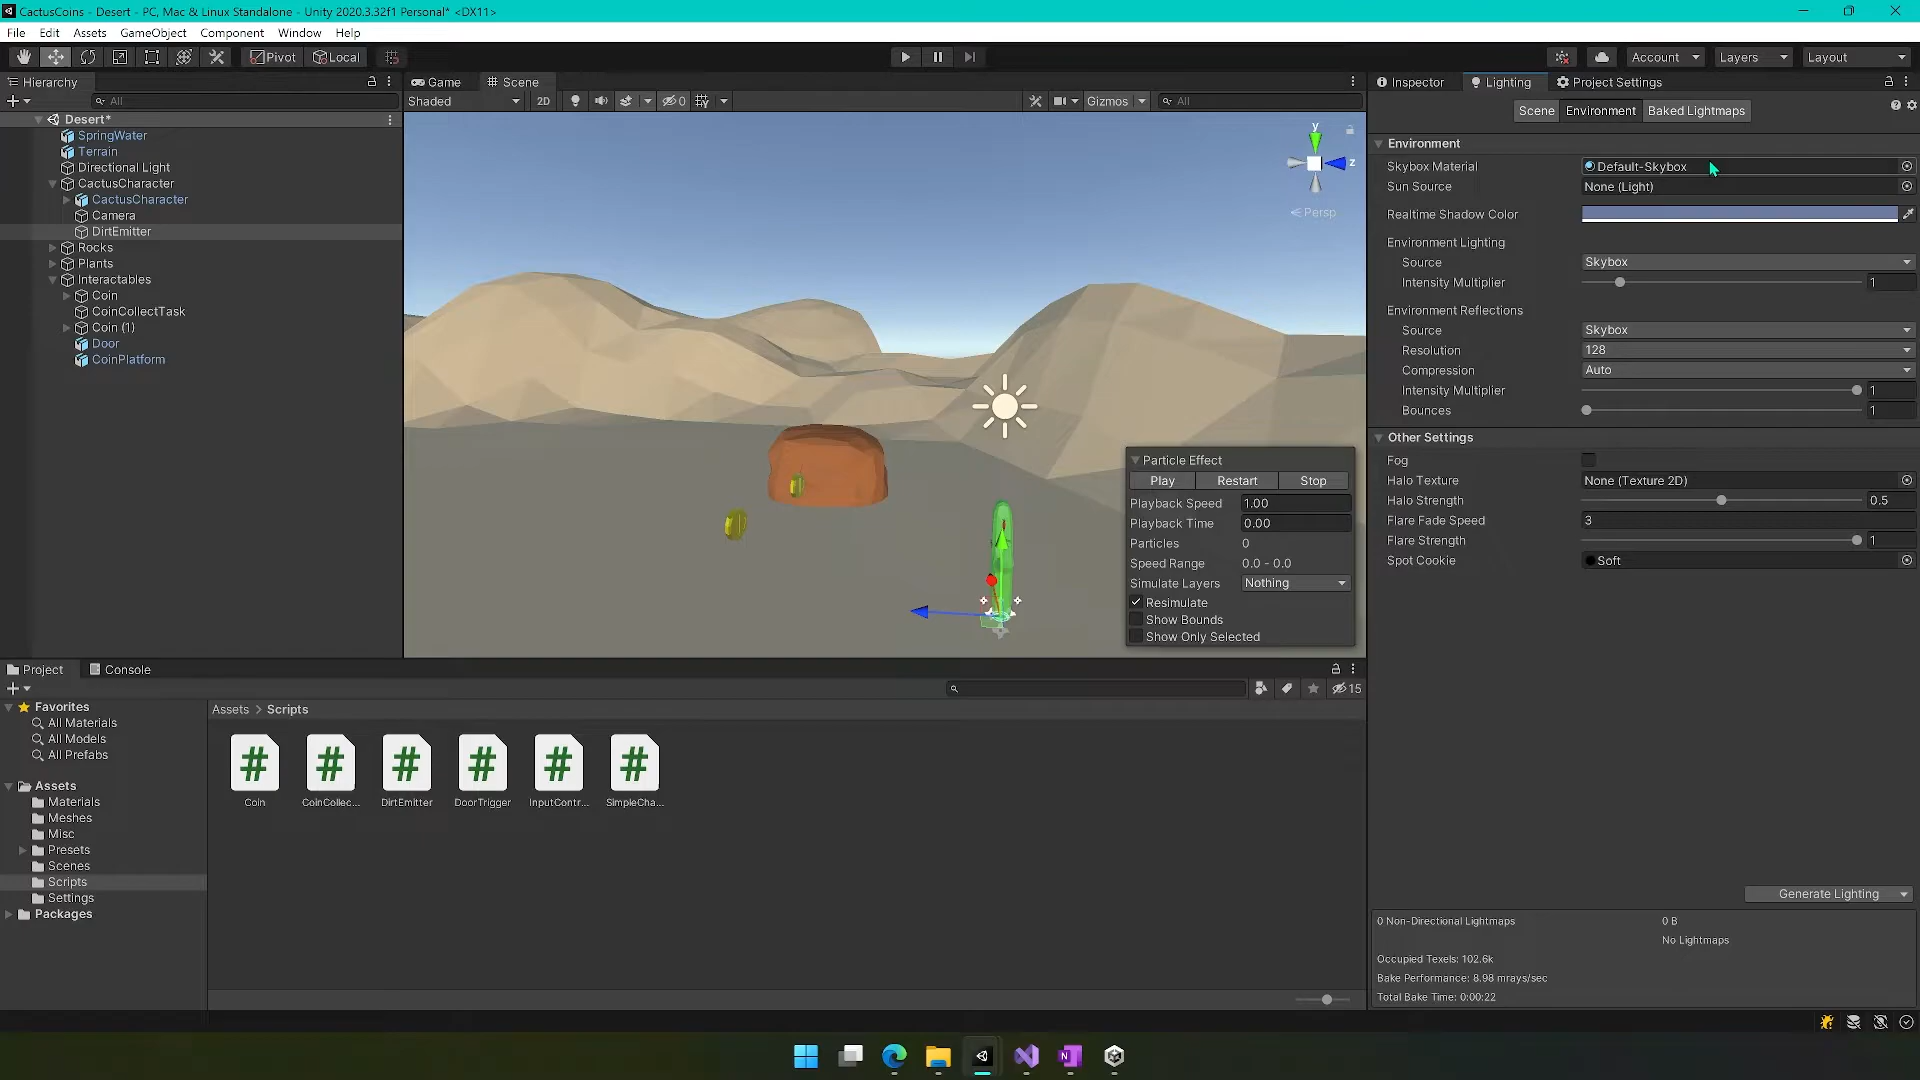 CactusCoins - Desert - PC, Mac & Linux Standalone - Unity 2020.3.32f1 Personal* <DX11>
File Edit Assets GameObject Component Window Help
Pivot Local Account Layers Layout
Hierarchy
All
Desert*
SpringWater
Terrain
Directional Light
CactusCharacter
CactusCharacter
Camera
DirtEmitter
Rocks
Plants
Interactables
Coin
CoinCollectTask
Coin (1)
Door
CoinPlatform
Game Scene
Shaded 2D 0 Gizmos All
y
z
Persp
Particle Effect
Play Restart Stop
Playback Speed 1.00
Playback Time 0.00
Particles 0
Speed Range 0.0 - 0.0
Simulate Layers Nothing
Resimulate
Show Bounds
Show Only Selected
Inspector Lighting Project Settings
Scene Environment Baked Lightmaps
Environment
Skybox Material Default-Skybox
Sun Source None (Light)
Realtime Shadow Color
Environment Lighting
Source Skybox
Intensity Multiplier 1
Environment Reflections
Source Skybox
Resolution 128
Compression Auto
Intensity Multiplier 1
Bounces 1
Other Settings
Fog
Halo Texture None (Texture 2D)
Halo Strength 0.5
Flare Fade Speed 3
Flare Strength 1
Spot Cookie Soft
Generate Lighting
0 Non-Directional Lightmaps 0 B
No Lightmaps
Occupied Texels: 102.6k
Bake Performance: 8.98 mrays/sec
Total Bake Time: 0:00:22
Project Console
15
Favorites
All Materials
All Models
All Prefabs
Assets
Materials
Meshes
Misc
Presets
Scenes
Scripts
Settings
Packages
Assets > Scripts
Coin CoinCollec... DirtEmitter DoorTrigger InputContr... SimpleCha...